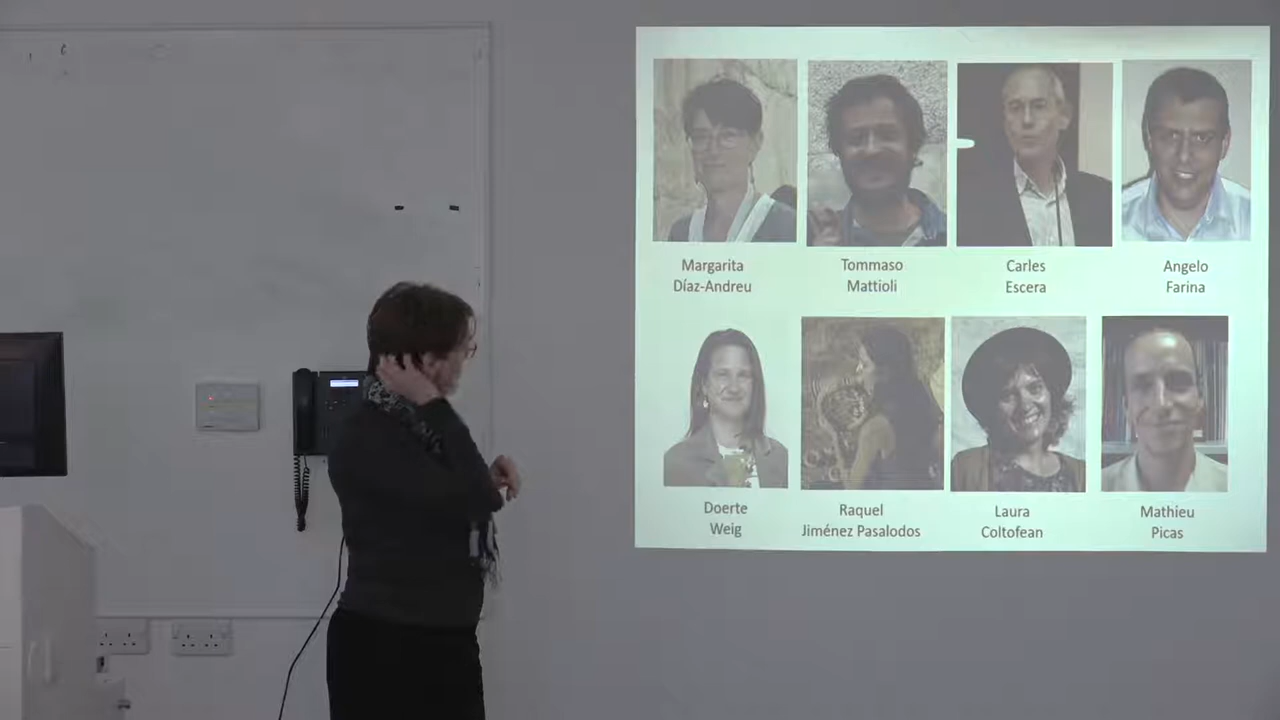 Margarita
Díaz-Andreu
Tommaso
Mattioli
Carles
Escera
Angelo
Farina
Doerte
Weig
Raquel
Jiménez Pasalodos
Laura
Coltofean
Mathieu
Picas